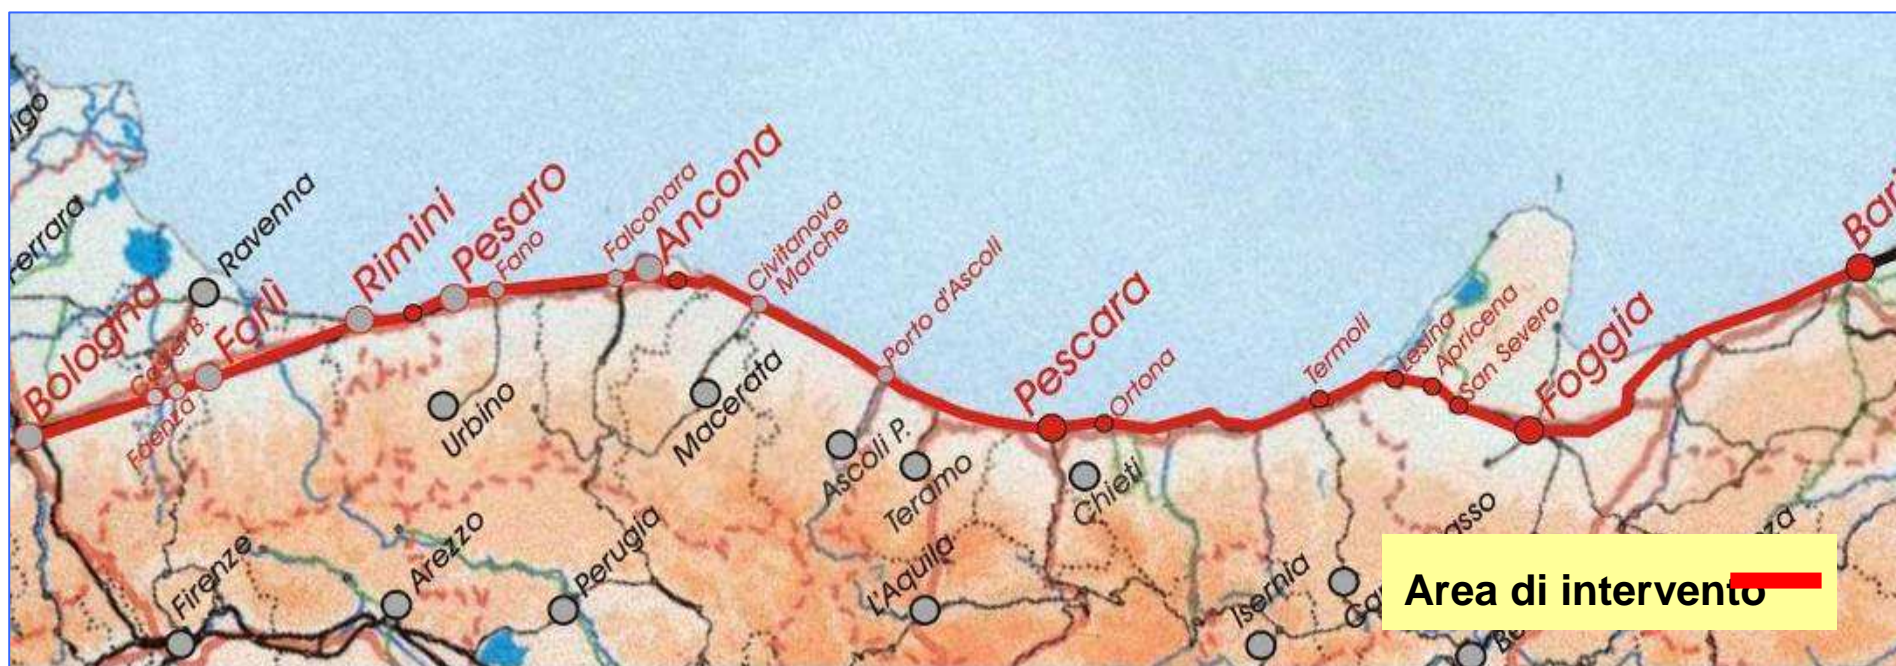 Ravenna
Bologna
Castel B.
Faenza
Forlì
Rimini
Pesaro
Fano
Falconara
Ancona
Civitanova
Marche
Porto d'Ascoli
Pescara
Ortona
Termoli
Lesina
Apricena
San Severo
Foggia
Bari
Urbino
Macerata
Ascoli P.
Teramo
Chieti
Firenze
Arezzo
Perugia
L'Aquila
Isernia
Area di intervento